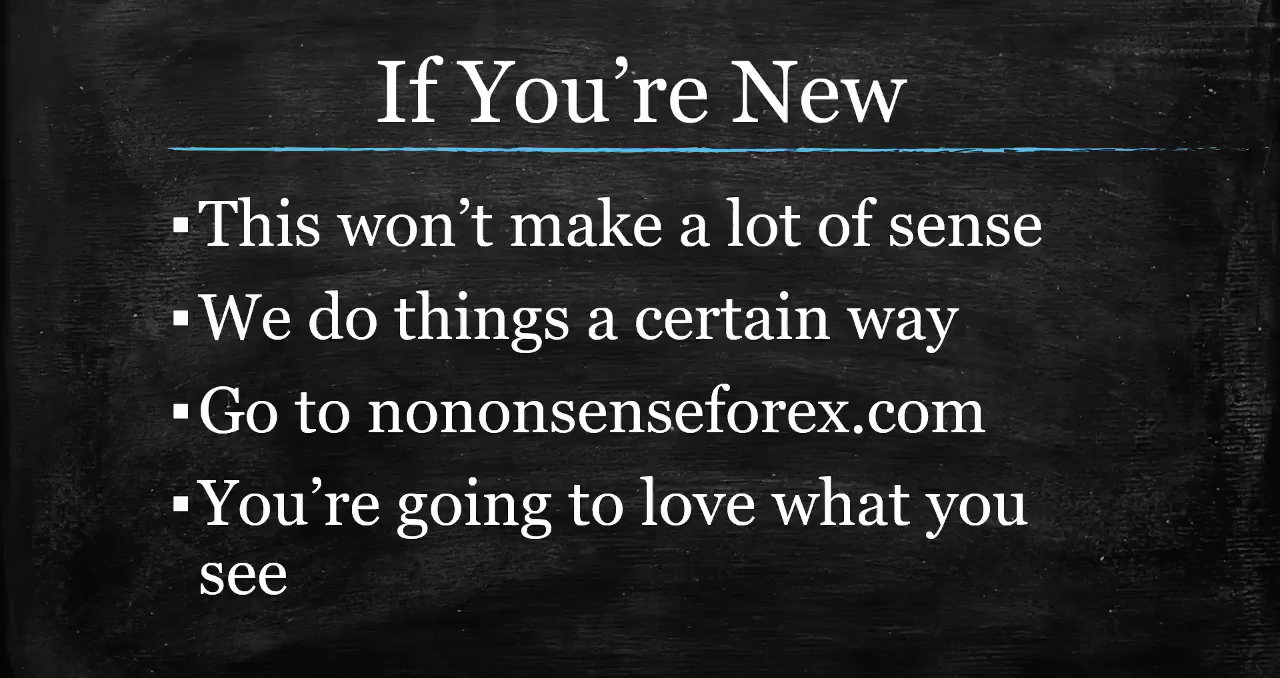 If You’re New
▪This won’t make a lot of sense
▪We do things a certain way
▪Go to nononsenseforex.com
▪You’re going to love what you
see